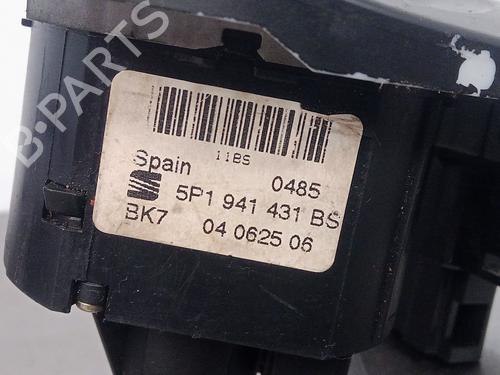 B-PARTS
11BS
Spain 0485
5P1 941 431 BS
BK7 04 0625 06